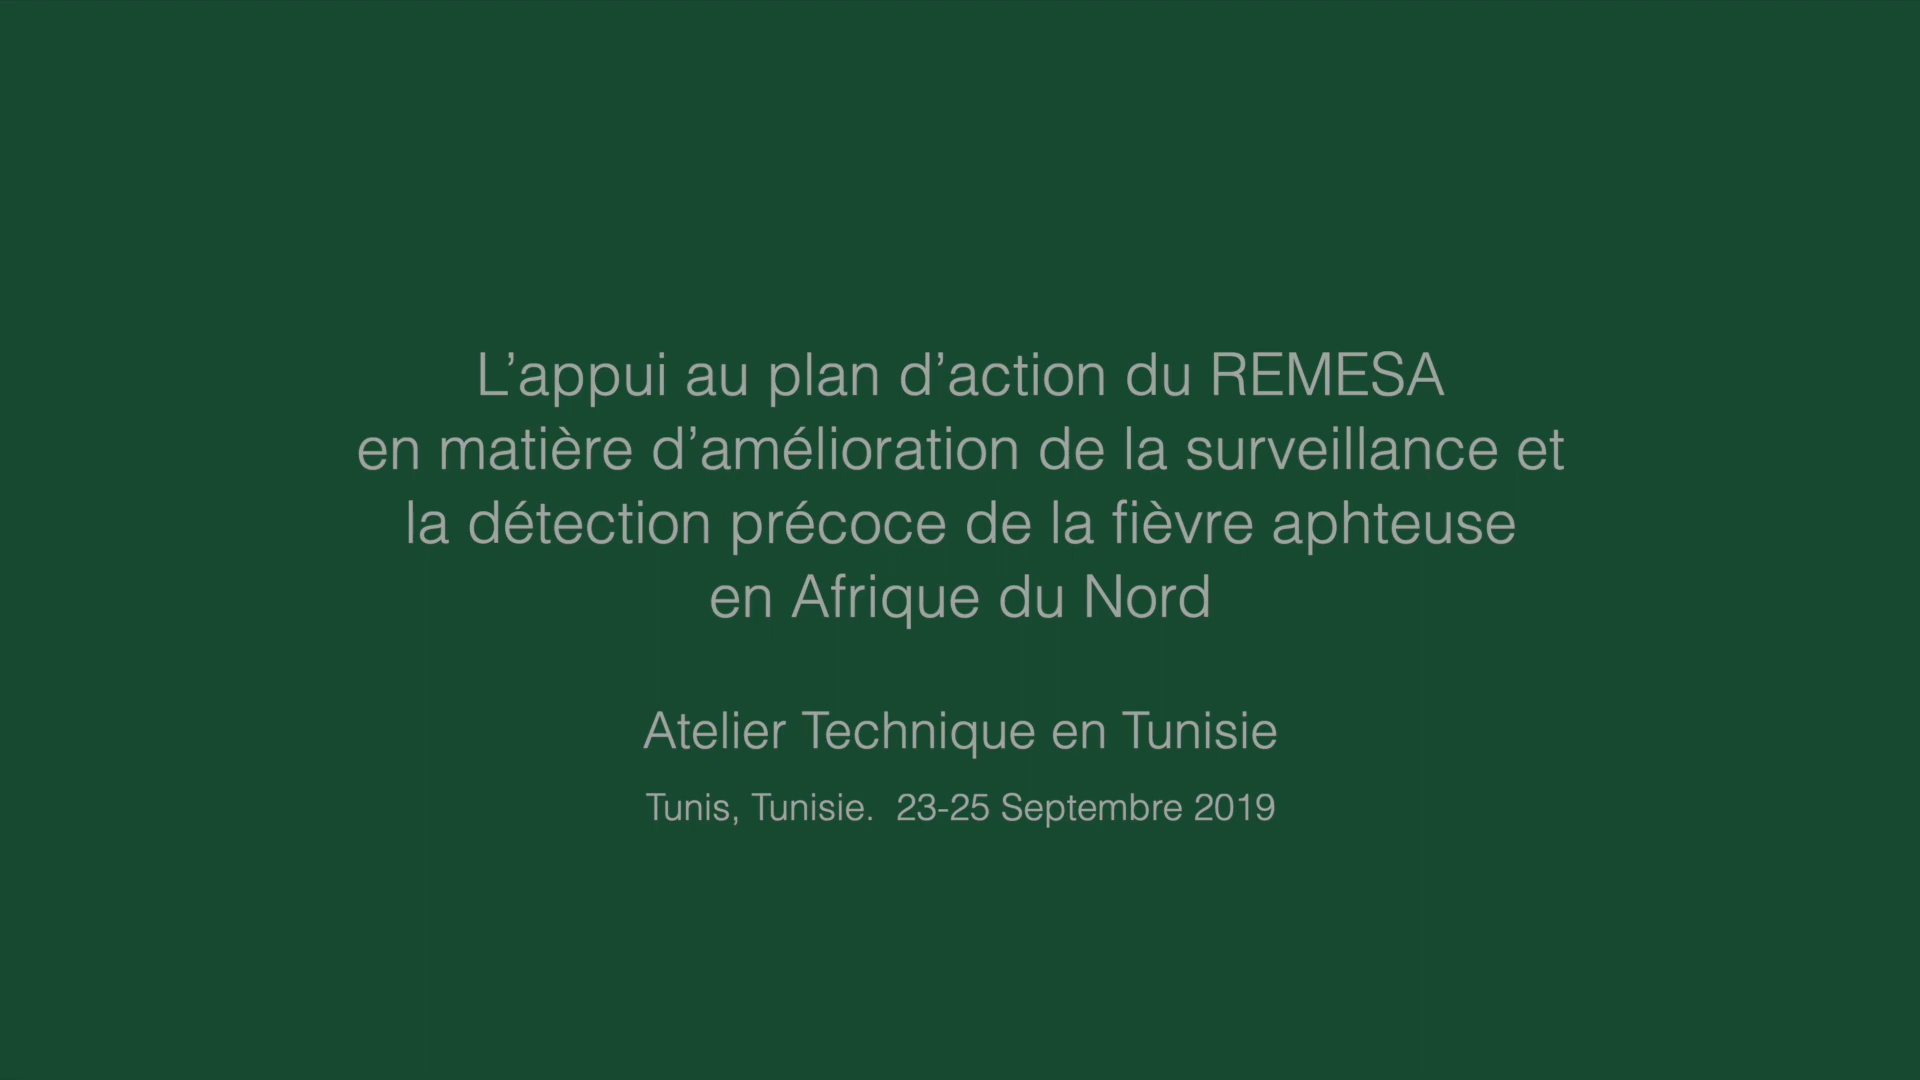 L’appui au plan d’action du REMESA
en matière d’amélioration de la surveillance et
la détection précoce de la fièvre aphteuse
en Afrique du Nord
Atelier Technique en Tunisie
Tunis, Tunisie. 23-25 Septembre 2019